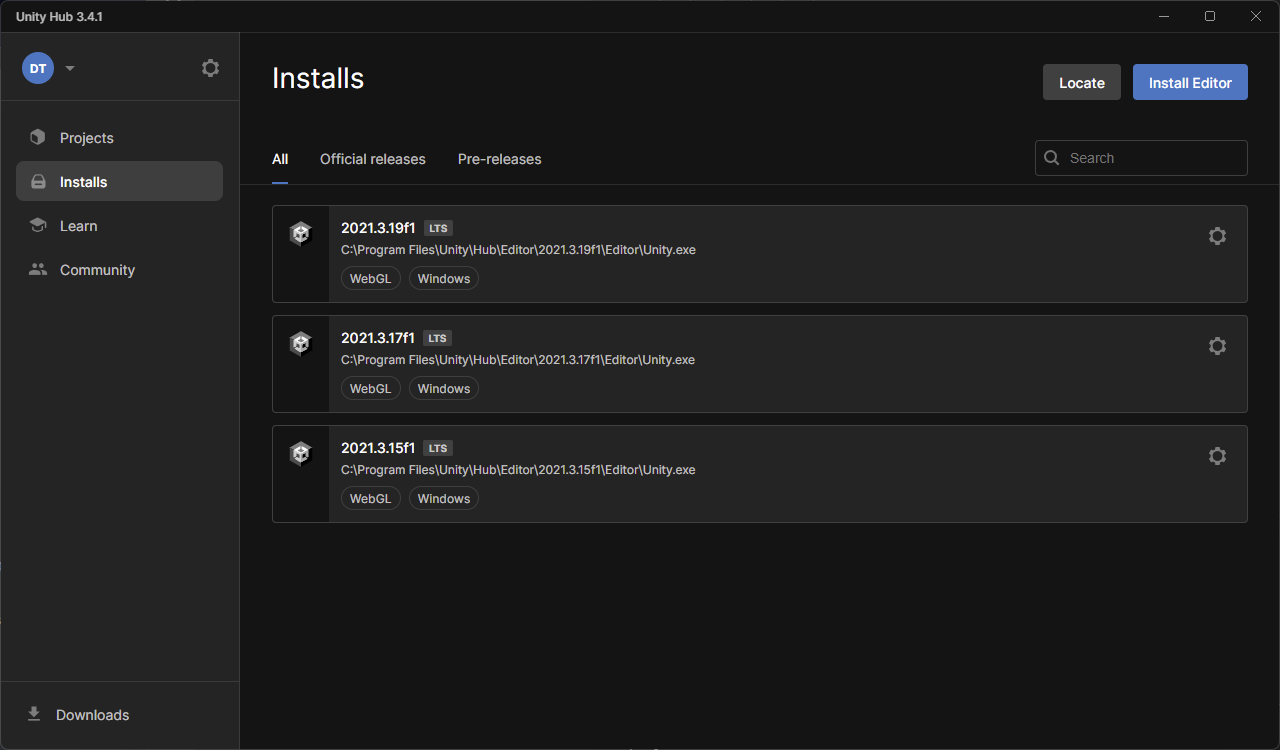 Unity Hub 3.4.1
DT
Projects
Installs
Learn
Community
Downloads
Installs
Locate
Install Editor
All
Official releases
Pre-releases
Search
2021.3.19f1 LTS
C:\Program Files\Unity\Hub\Editor\2021.3.19f1\Editor\Unity.exe
WebGL Windows
2021.3.17f1 LTS
C:\Program Files\Unity\Hub\Editor\2021.3.17f1\Editor\Unity.exe
WebGL Windows
2021.3.15f1 LTS
C:\Program Files\Unity\Hub\Editor\2021.3.15f1\Editor\Unity.exe
WebGL Windows